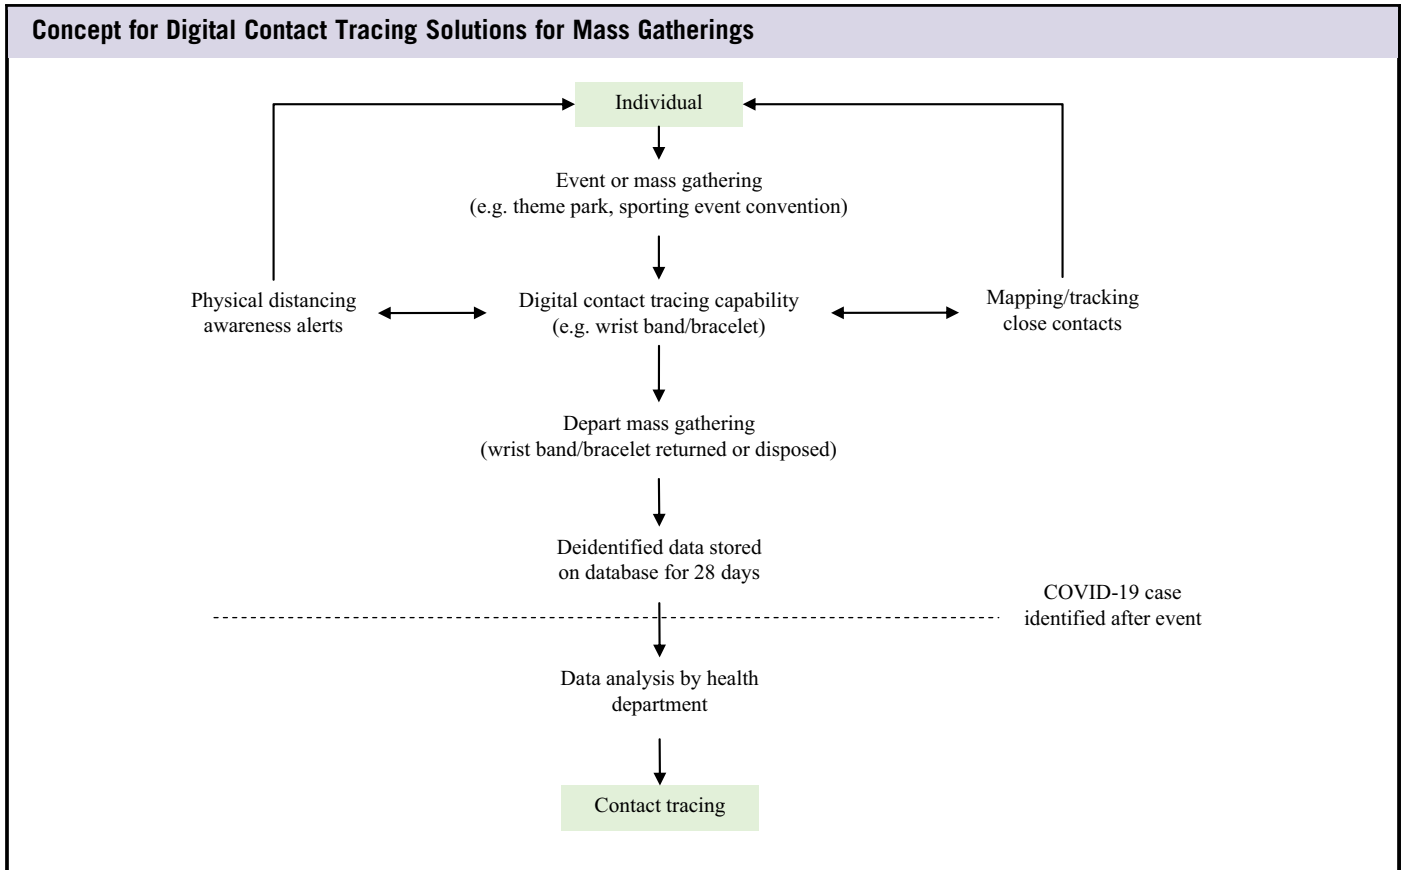 Concept for Digital Contact Tracing Solutions for Mass Gatherings
Individual
Event or mass gathering
(e.g. theme park, sporting event convention)
Physical distancing
awareness alerts
Digital contact tracing capability
(e.g. wrist band/bracelet)
Mapping/tracking
close contacts
Depart mass gathering
(wrist band/bracelet returned or disposed)
Deidentified data stored
on database for 28 days
COVID-19 case
identified after event
Data analysis by health
department
Contact tracing